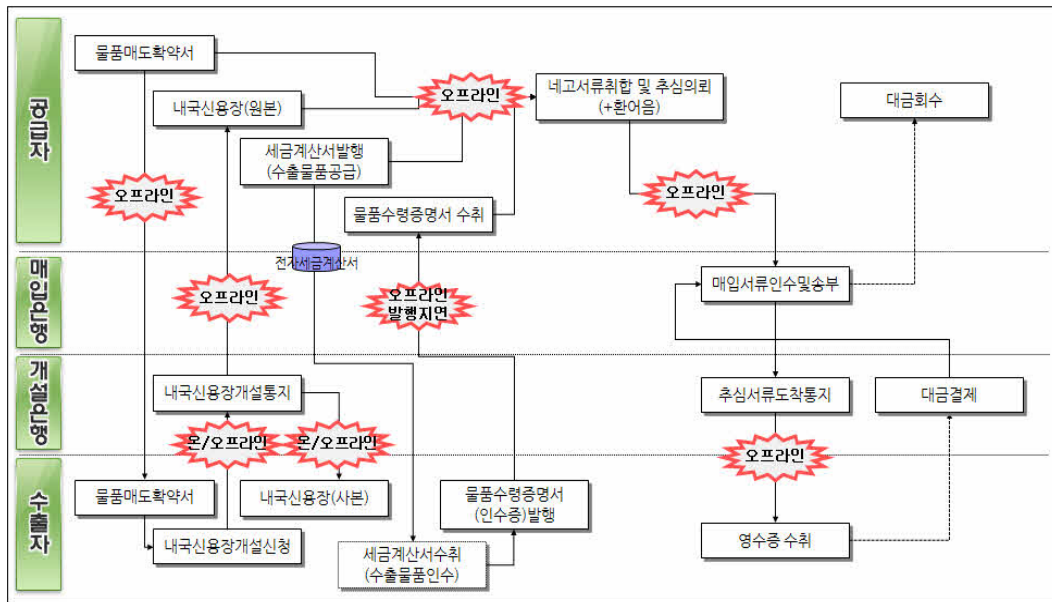 공급자
물품매도확약서
내국신용장(원본)
오프라인
네고서류취합 및 추심의뢰
(+환어음)
대금회수
세금계산서발행
(수출물품공급)
오프라인
오프라인
물품수령증명서 수취
전자세금계산서
매입은행
오프라인
오프라인
발행지연
매입서류인수및송부
개설은행
내국신용장개설통지
추심서류도착통지
대금결제
온/오프라인
온/오프라인
오프라인
수출자
물품매도확약서
내국신용장(사본)
물품수령증명서
(인수증)발행
내국신용장개설신청
세금계산서수취
(수출물품인수)
영수증 수취